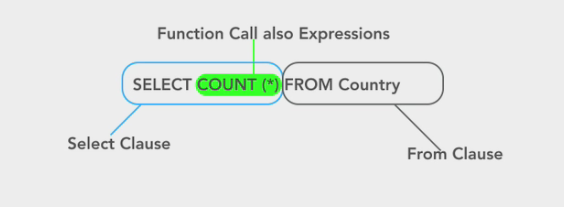 Function Call also Expressions
SELECT COUNT (*) FROM Country
Select Clause
From Clause